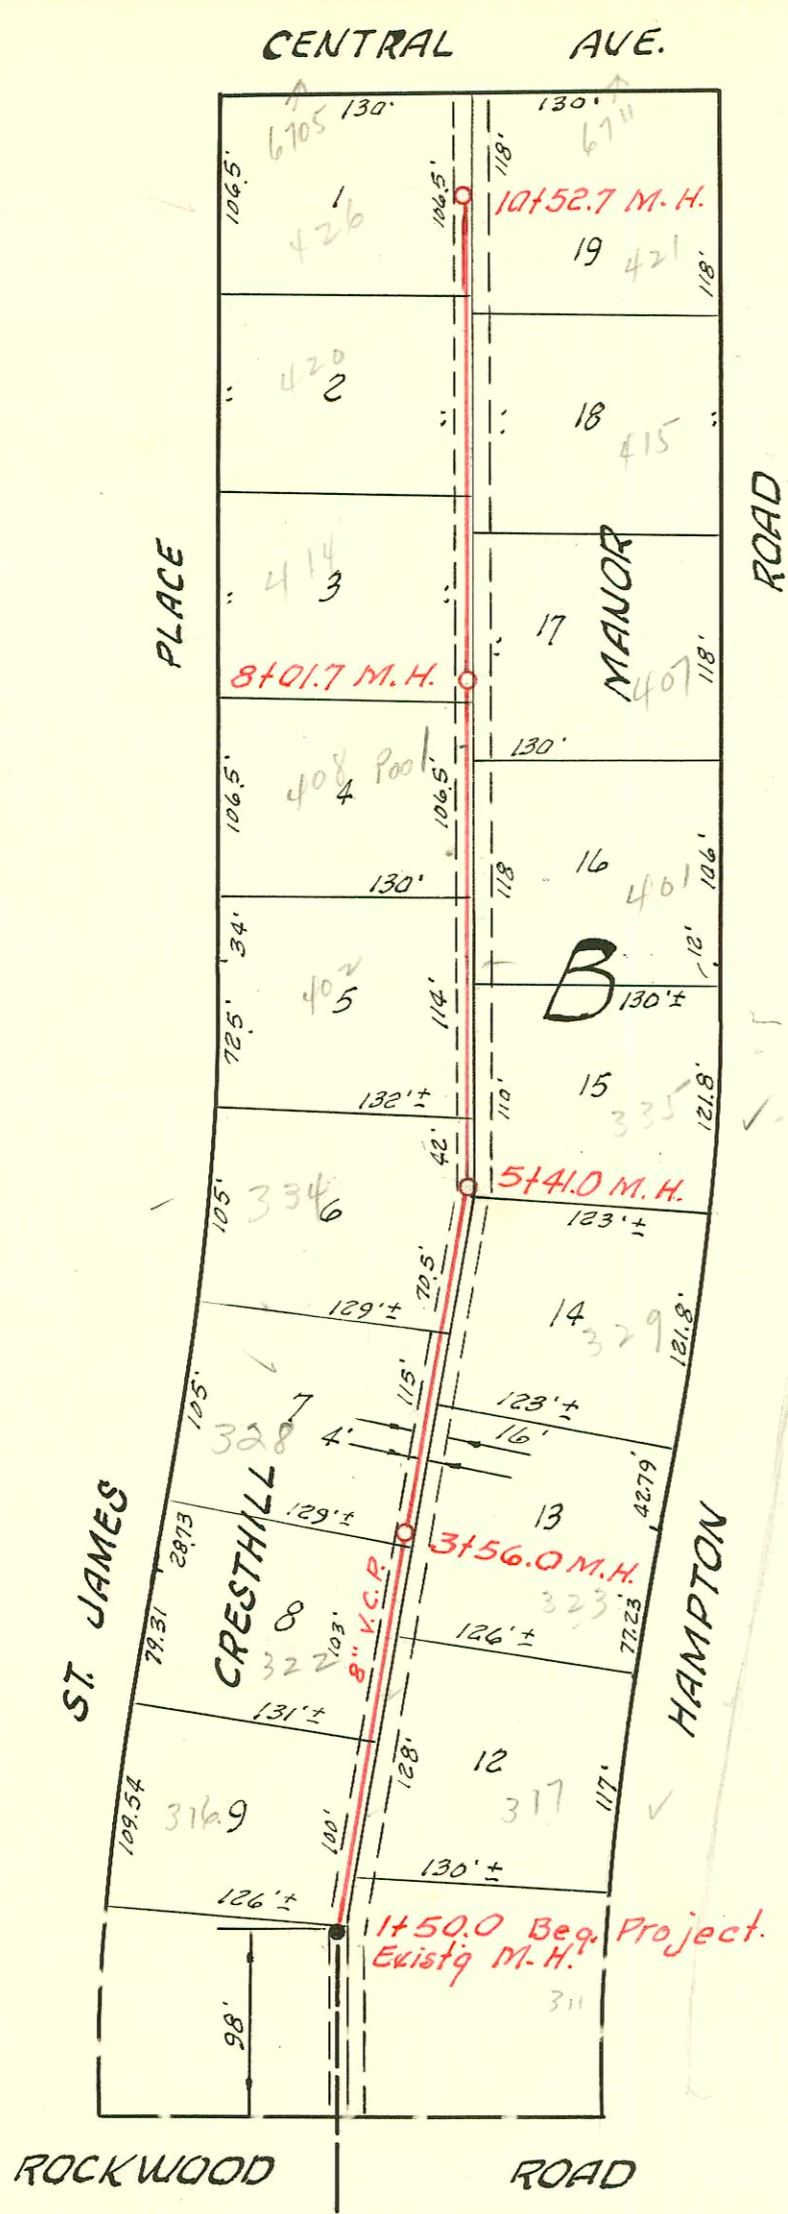 CENTRAL AVE.
130' 130'
6705 67"
106.5' 1 106.5' 118'
426
10+52.7 M.H.
19 421 118'
420
2 18
415
PLACE ROAD
414
3 17 MANOR
8+01.7 M.H. 407 118'
130'
408 Pool
106.5' 4 106.5'
118 16 401 106'
130'
34' 12'
402 5 B 130'±
72.5' 114'
15 121.8'
335
132'± 110'
42'
334 6 5+41.0 M.H.
105' 123'±
70.5'
129'± 14 329 121.8'
105' 7 115' 123'±
328 4' 16'
42.79'
129'± 13
28.73 3+56.0 M.H.
ST. JAMES CRESTHILL HAMPTON
8 103' 8" V.C.P. 323
79.31 322 126'± 77.23'
131'±
128' 12
109.54 316 9 317 117'
100'
130'±
126'±
1+50.0 Beg. Project.
Exist'g M.H.
311
98'
ROCKWOOD ROAD